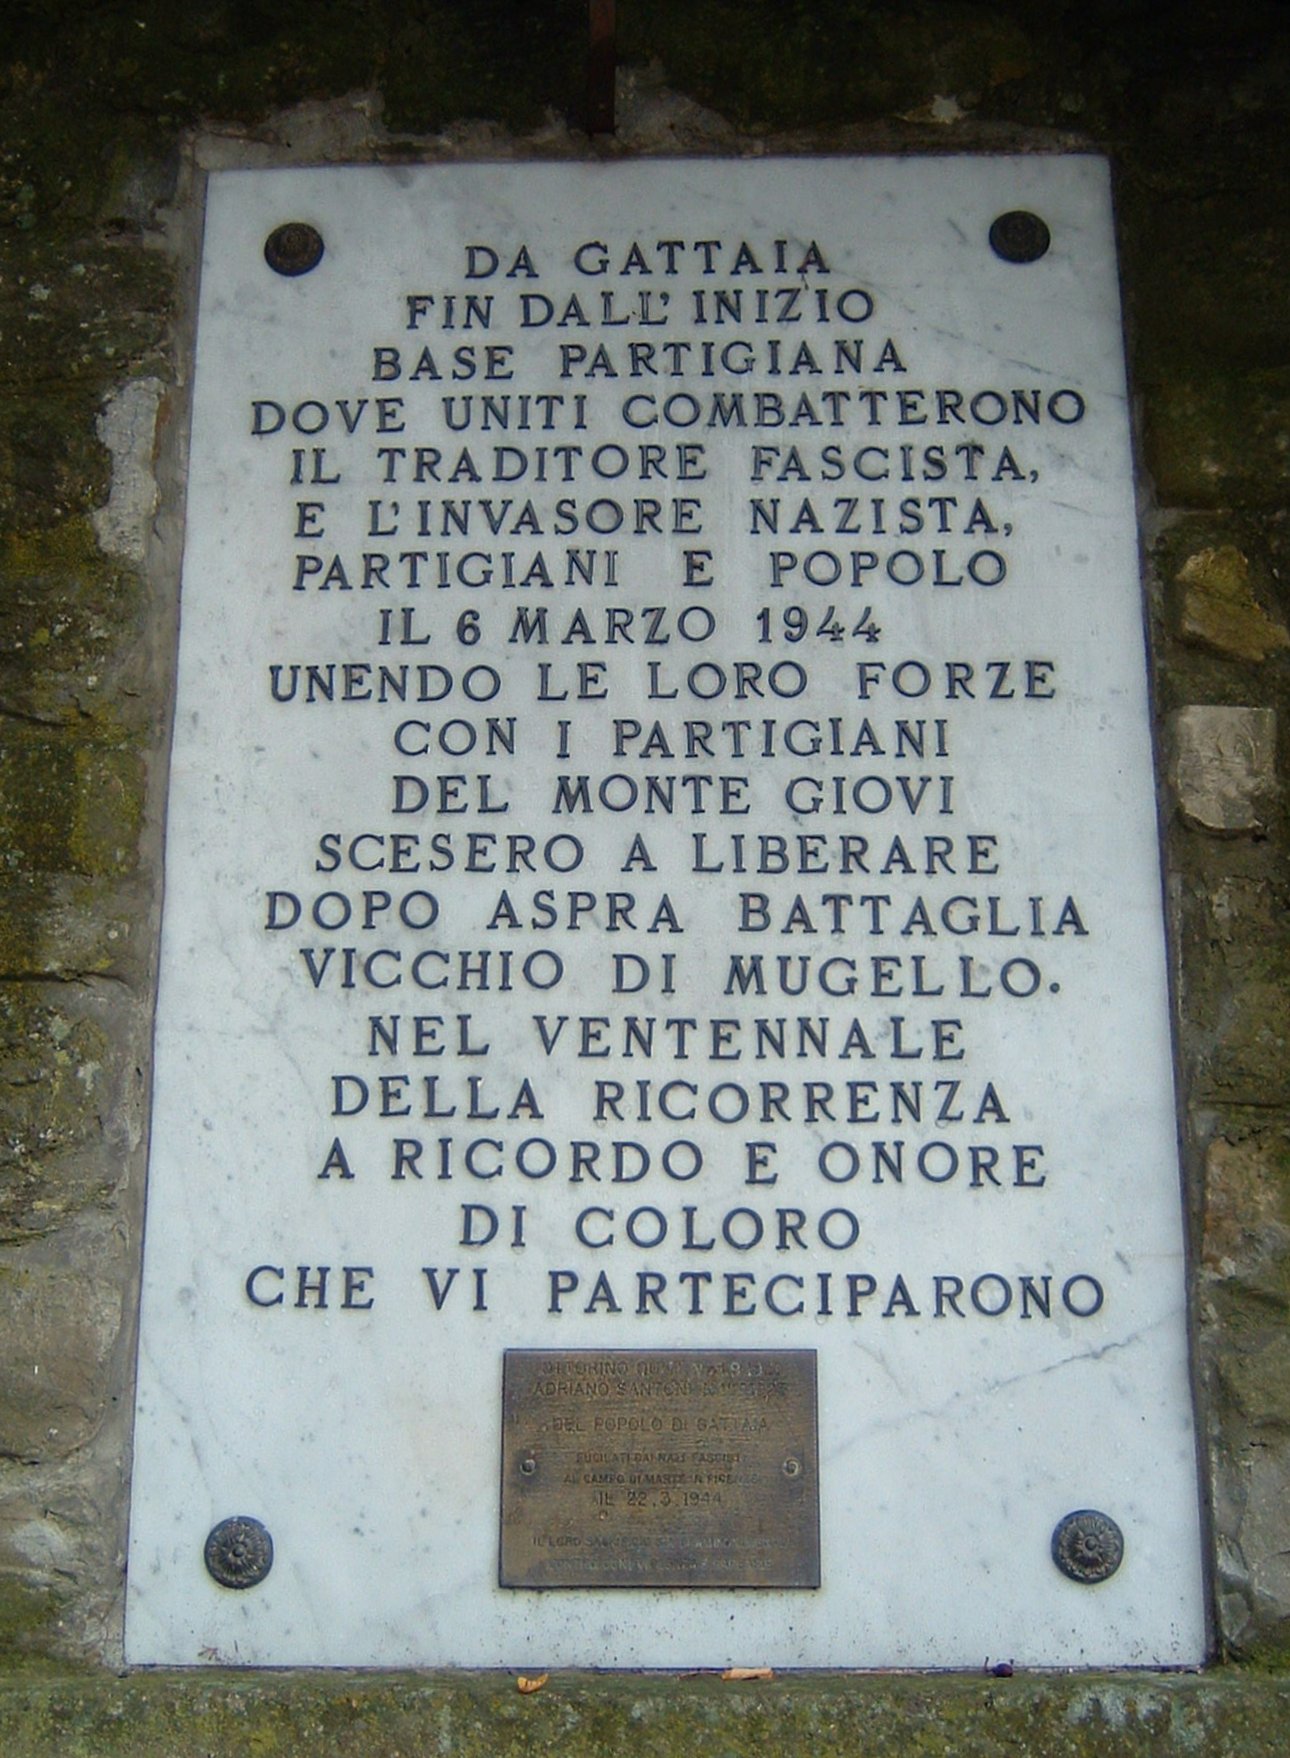 DA GATTAIA
FIN DALL'INIZIO
BASE PARTIGIANA
DOVE UNITI COMBATTERONO
IL TRADITORE FASCISTA,
E L'INVASORE NAZISTA,
PARTIGIANI E POPOLO
IL 6 MARZO 1944
UNENDO LE LORO FORZE
CON I PARTIGIANI
DEL MONTE GIOVI
SCESERO A LIBERARE
DOPO ASPRA BATTAGLIA
VICCHIO DI MUGELLO.
NEL VENTENNALE
DELLA RICORRENZA
A RICORDO E ONORE
DI COLORO
CHE VI PARTECIPARONO
ADRIANO SANTONI
DEL POPOLO DI GATTAIA
FUCILATI DAI NAZI FASCISTI
AL CAMPO DI MARTE
IL 22.3.1944
IL LORO